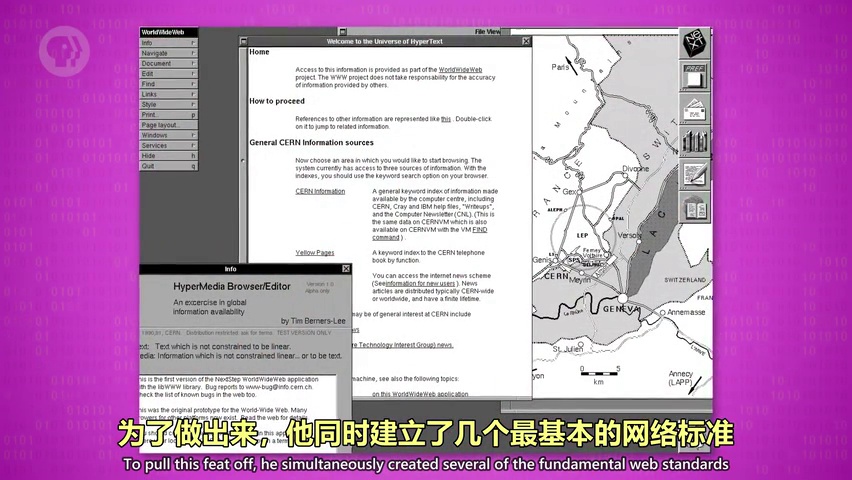 WorldWideWeb
Info
Navigate
Document
Edit
Find
Links
Style
Print... p
Page layout...
Windows
Services
Hide h
Quit q
File View
Welcome to the Universe of HyperText
Home
Access to this information is provided as part of the WorldWideWeb
project. The WWW project does not take responsability for the accuracy
of information provided by others.
How to proceed
References to other information are represented like this . Double-click
on it to jump to related information.
General CERN Information sources
Now choose an area in which you would like to start browsing. The
system currently has access to three sources of information. With the
indexes, you should use the keyword search option on your browser.
CERN Information
A general keyword index of information made
available by the computer centre, including
CERN, Cray and IBM help files, "Writeups",
and the Computer Newsletter (CNL). (This is
the same data on CERNVM which is also
available on CERNVM with the VM FIND
command ) .
Yellow Pages
A keyword index to the CERN telephone
book by function.
You can access the internet news scheme
(See information for new users ). News
articles are distributed typically CERN-wide
or worldwide, and have a finite lifetime.
may be of general interest at CERN include
ws
re Technology Interest Group) news.
machine, see also the following topics:
on this WorldWideWeb application
Info
HyperMedia Browser/Editor
Version 1.0
Alpha only
An excercise in global
information availability
by Tim Berners-Lee
CERN. Distribution restricted: ask for terms. TEST VERSION ONLY
ext: Text which is not constrained to be linear.
edia: Information which is not constrained linear... or to be text.
his is the first version of the NextStep WorldWideWeb application
with the libWWW library. Bug reports to www-bug@info.cern.ch.
heck the list of known bugs in the web too.
his was the original prototype for the World-Wide Web. Many
rowsers for other platforms now exist. Read the web for details.
Paris
FRANCE
SWIT
Divonne
Gex
ALEPH
OPAL
LEP
LAC
Versoix
Ferney
Voltaire
L3
SPS
DELPHI
CERN
Meyrin
SWITZERLAND
FRAN
GENEVA
Annemasse
St. Julien
yon
0 5
km
Annecy
(LAPP)
NeXT
PREF
为了做出来，他同时建立了几个最基本的网络标准
To pull this feat off, he simultaneously created several of the fundamental web standards